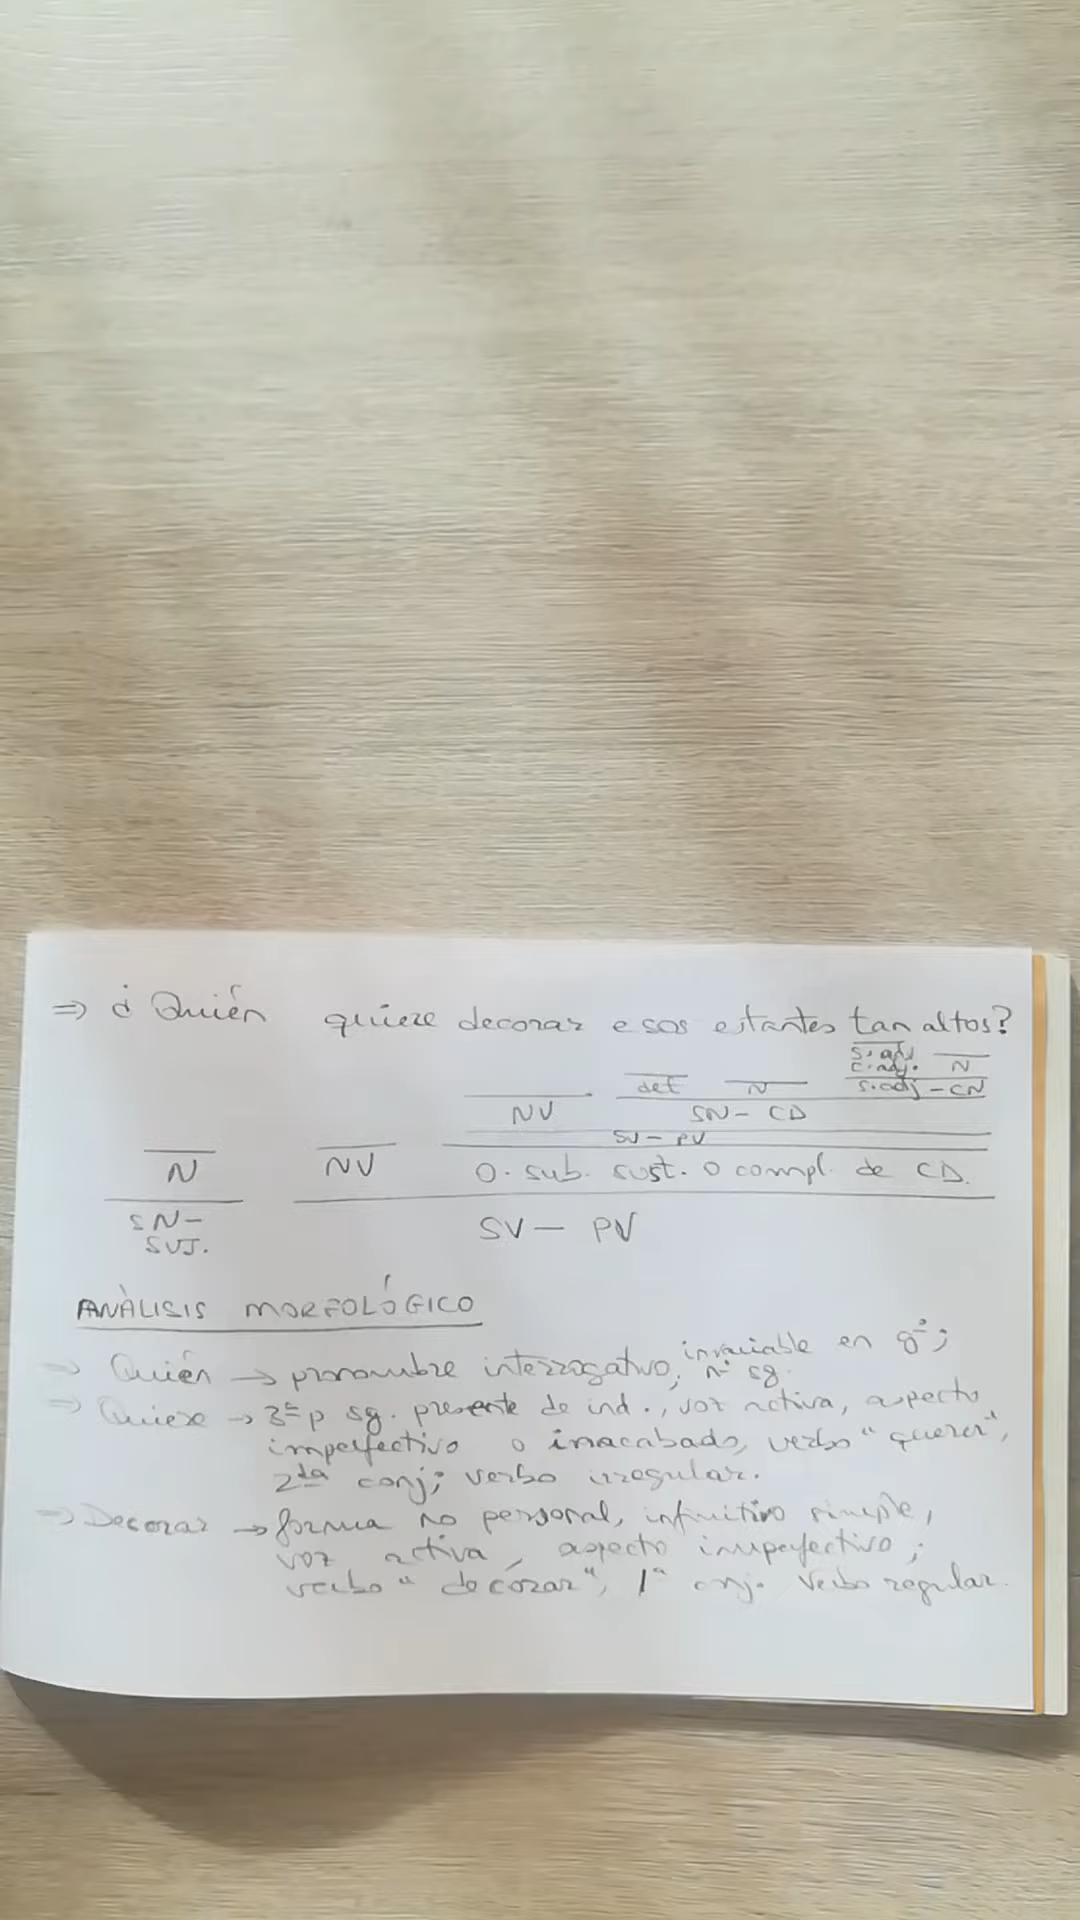 ⇒ ¿Quién quiere decorar esos estantes tan altos?
S. adj
c. adj. N
det N S. adj - CN
NV SN - CD
SV - PV
N NV O. sub. sust. o compl. de CD.
SN-
SUJ.
SV - PV
ANÀLISIS MORFOLÓGICO
⇒ Quién → pronombre interrogativo, invariable en gº;
nº sg.
⇒ Quiere → 3ª p sg. presente de ind., voz activa, aspecto
imperfectivo o inacabado, verbo "querer",
2da conj; verbo irregular.
⇒ Decorar → forma no personal, infinitivo simple,
voz activa, aspecto imperfectivo;
verbo "decorar", 1ª conj. Verbo regular.